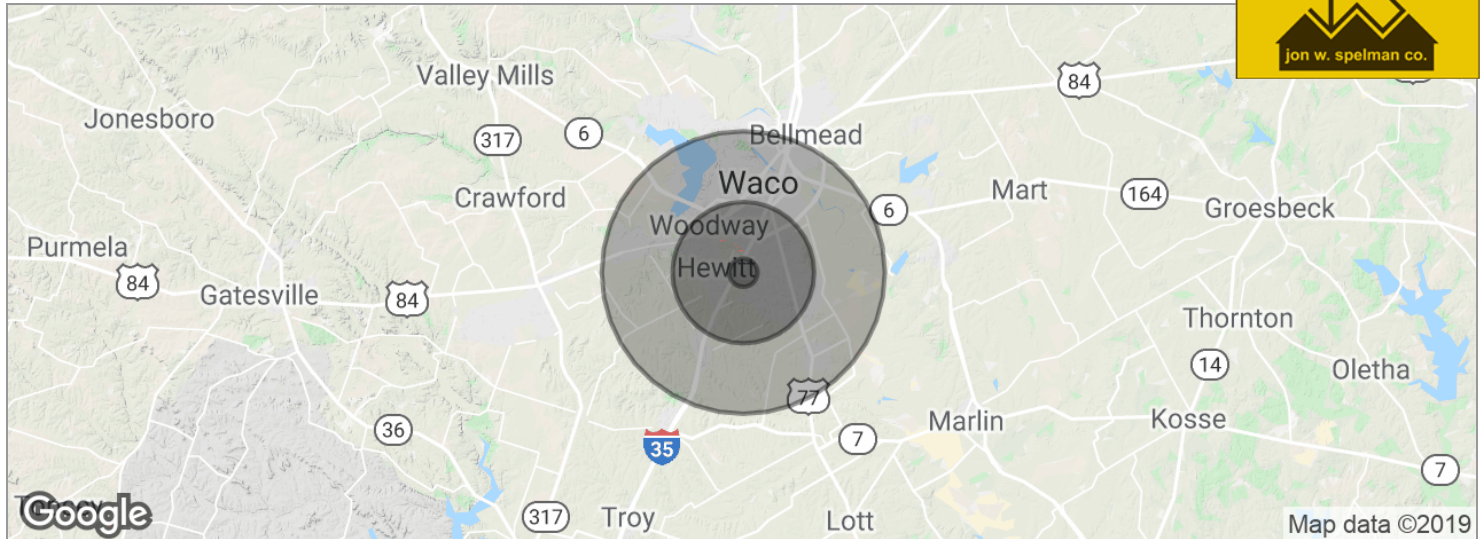 jon w. spelman co.
Valley Mills
84
Jonesboro
317
6
Bellmead
Waco
Crawford
Mart
164
6
Groesbeck
Woodway
Purmela
Hewitt
84
Gatesville
84
Thornton
14
Oletha
77
Marlin
Kosse
36
35
7
7
Google
317
Troy
Lott
Map data ©2019